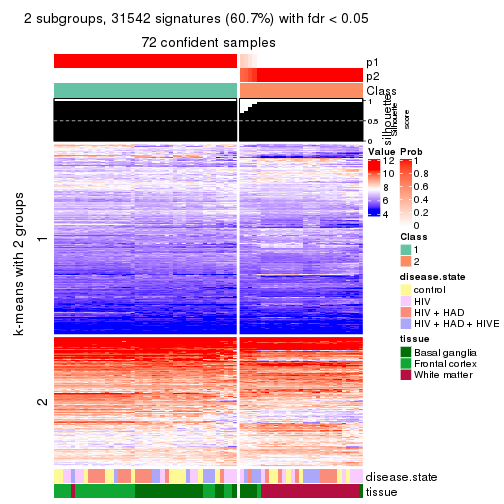 2 subgroups, 31542 signatures (60.7%) with fdr < 0.05
72 confident samples
p1
p2
Class
1
0.5
0
silhouette
Silhouette
score
k-means with 2 groups
1
2
disease.state
tissue
Value
12
10
8
6
4
Prob
1
0.8
0.6
0.4
0.2
0
Class
1
2
disease.state
control
HIV
HIV + HAD
HIV + HAD + HIVE
tissue
Basal ganglia
Frontal cortex
White matter